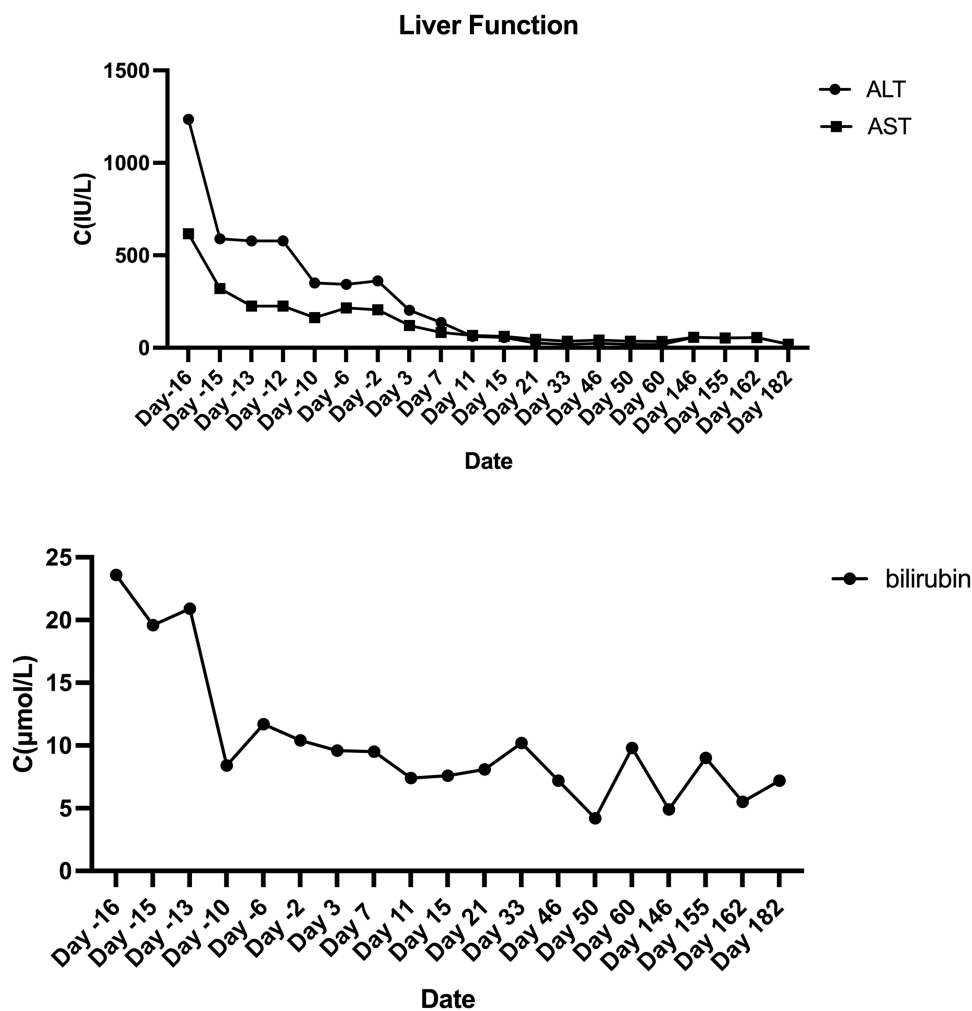 Liver Function
1500
1000
500
0
C(IU/L)
ALT
AST
Day-16
Day -15
Day -13
Day -12
Day -10
Day -6
Day -2
Day 3
Day 7
Day 11
Day 15
Day 21
Day 33
Day 46
Day 50
Day 60
Day 146
Day 155
Day 162
Day 182
Date
25
20
15
10
5
0
C(μmol/L)
bilirubin
Day -16
Day -15
Day -13
Day -10
Day -6
Day -2
Day 3
Day 7
Day 11
Day 15
Day 21
Day 33
Day 46
Day 50
Day 60
Day 146
Day 155
Day 162
Day 182
Date